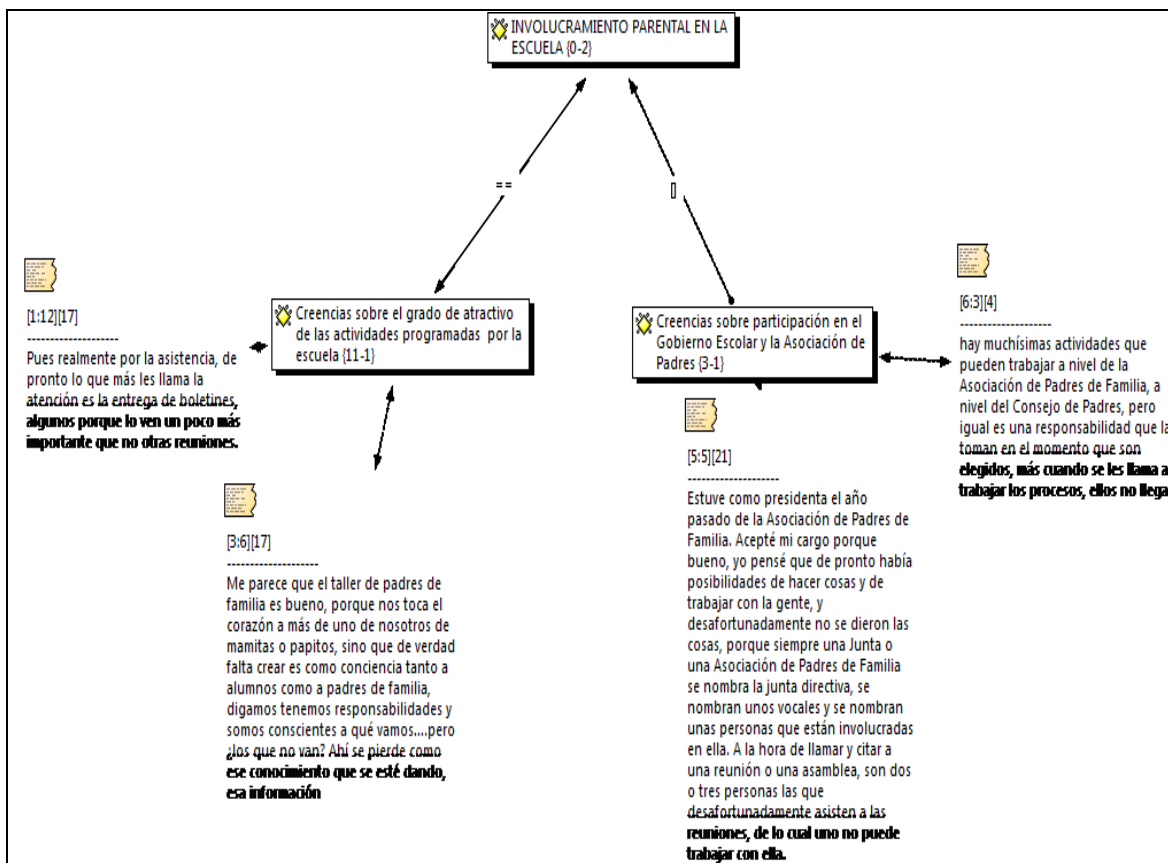 INVOLUCRAMIENTO PARENTAL EN LA
ESCUELA {0-2}
==
[]
[1:12][17]
--------------------
Pues realmente por la asistencia, de
pronto lo que más les llama la
atención es la entrega de boletines,
algunos porque lo ven un poco más
importante que no otras reuniones.
Creencias sobre el grado de atractivo
de las actividades programadas por la
escuela {11-1}
Creencias sobre participación en el
Gobierno Escolar y la Asociación de
Padres {3-1}
[6:3][4]
--------------------
hay muchísimas actividades que
pueden trabajar a nivel de la
Asociación de Padres de Familia, a
nivel del Consejo de Padres, pero
igual es una responsabilidad que la
toman en el momento que son
elegidos, más cuando se les llama a
trabajar los procesos, ellos no llega
[3:6][17]
--------------------
Me parece que el taller de padres de
familia es bueno, porque nos toca el
corazón a más de uno de nosotros de
mamitas o papitos, sino que de verdad
falta crear es como conciencia tanto a
alumnos como a padres de familia,
digamos tenemos responsabilidades y
somos conscientes a qué vamos....pero
¿los que no van? Ahí se pierde como
ese conocimiento que se esté dando,
esa información
[5:5][21]
--------------------
Estuve como presidenta el año
pasado de la Asociación de Padres de
Familia. Acepté mi cargo porque
bueno, yo pensé que de pronto había
posibilidades de hacer cosas y de
trabajar con la gente, y
desafortunadamente no se dieron las
cosas, porque siempre una Junta o
una Asociación de Padres de Familia
se nombra la junta directiva, se
nombran unos vocales y se nombran
unas personas que están involucradas
en ella. A la hora de llamar y citar a
una reunión o una asamblea, son dos
o tres personas las que
desafortunadamente asisten a las
reuniones, de lo cual uno no puede
trabajar con ella.